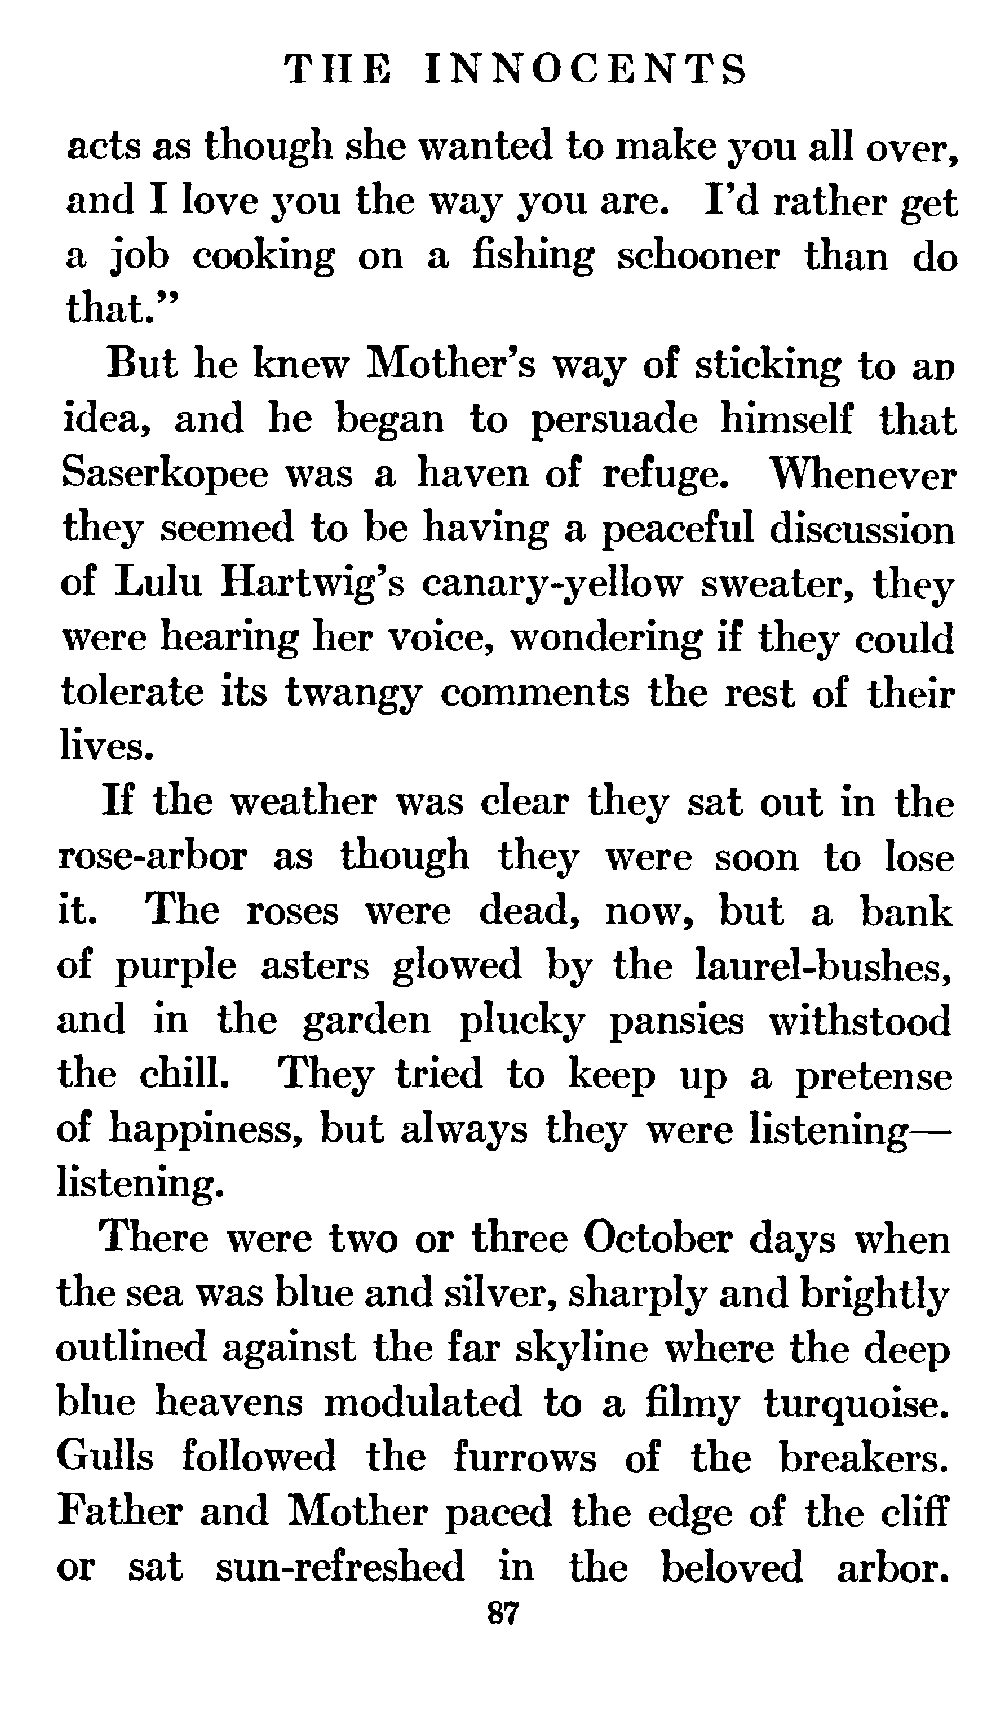 THE INNOCENTS
acts as though she wanted to make you all over,
and I love you the way you are. I'd rather get
a job cooking on a fishing schooner than do
that."
But he knew Mother's way of sticking to an
idea, and he began to persuade himself that
Saserkopee was a haven of refuge. Whenever
they seemed to be having a peaceful discussion
of Lulu Hartwig's canary-yellow sweater, they
were hearing her voice, wondering if they could
tolerate its twangy comments the rest of their
lives.
If the weather was clear they sat out in the
rose-arbor as though they were soon to lose
it. The roses were dead, now, but a bank
of purple asters glowed by the laurel-bushes,
and in the garden plucky pansies withstood
the chill. They tried to keep up a pretense
of happiness, but always they were listening—
listening.
There were two or three October days when
the sea was blue and silver, sharply and brightly
outlined against the far skyline where the deep
blue heavens modulated to a filmy turquoise.
Gulls followed the furrows of the breakers.
Father and Mother paced the edge of the cliff
or sat sun-refreshed in the beloved arbor.
87